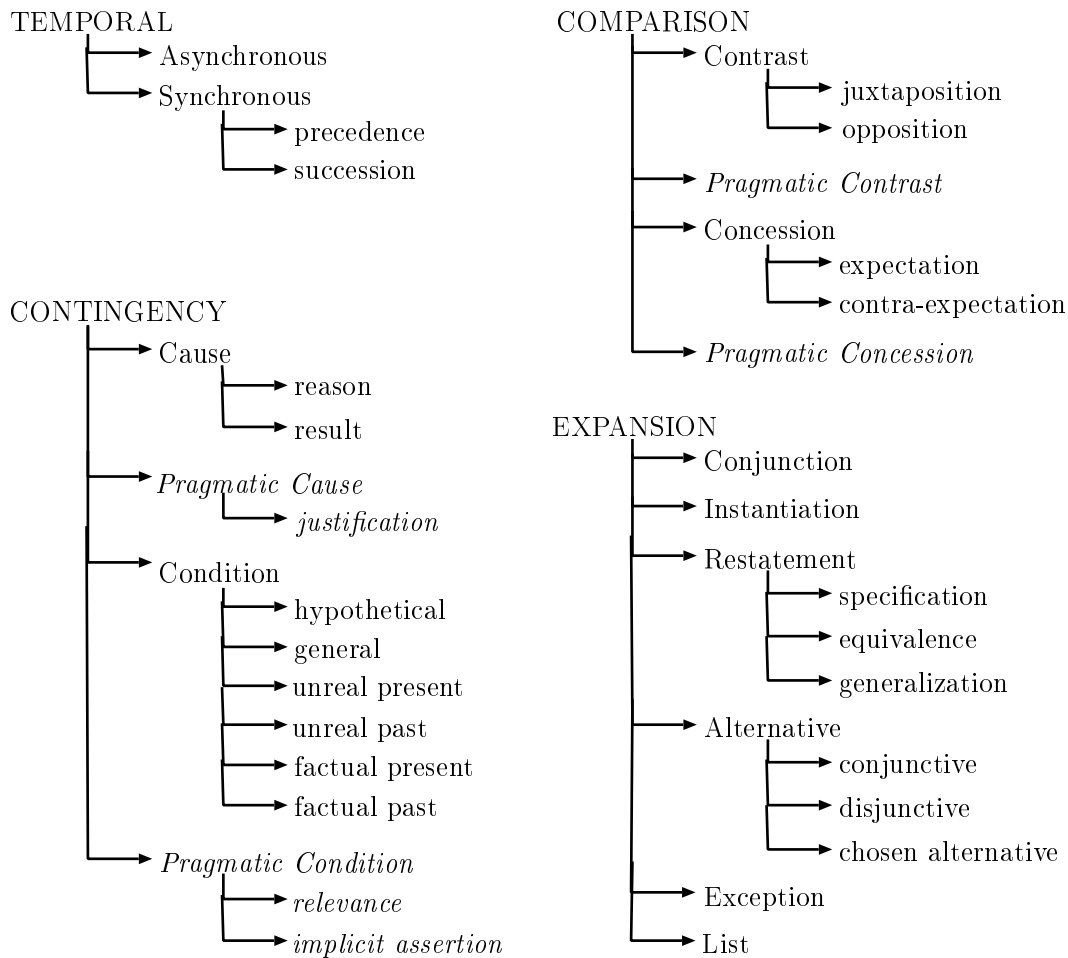 TEMPORAL
Asynchronous
Synchronous
precedence
succession
CONTINGENCY
Cause
reason
result
Pragmatic Cause
justification
Condition
hypothetical
general
unreal present
unreal past
factual present
factual past
Pragmatic Condition
relevance
implicit assertion
COMPARISON
Contrast
juxtaposition
opposition
Pragmatic Contrast
Concession
expectation
contra-expectation
Pragmatic Concession
EXPANSION
Conjunction
Instantiation
Restatement
specification
equivalence
generalization
Alternative
conjunctive
disjunctive
chosen alternative
Exception
List